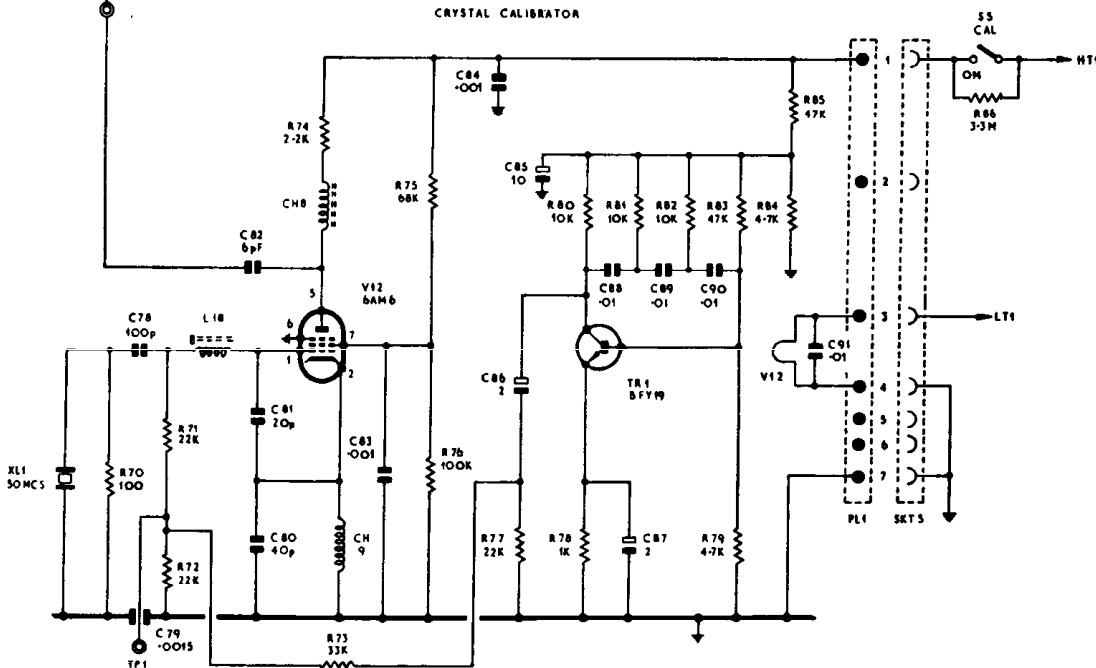 CRYSTAL CALIBRATOR
S5
CAL
ON
HT1
R86
3·3M
C84
·001
R85
47K
R74
2·2K
R75
68K
CH8
C85
10
R80
10K
R81
10K
R82
10K
R83
47K
R84
4·7K
C82
6pF
V12
6AM6
C88
·01
C89
·01
C90
·01
C78
100p
L18
5
6
7
1
2
TR1
BFY19
C86
2
C91
·01
V12
LT1
1
2
3
4
5
6
7
PL1
SKT5
C81
20p
C83
·001
R71
22K
R70
100
XL1
50MCS
R76
100K
C80
40p
CH
9
R72
22K
R77
22K
R78
1K
C87
2
R79
4·7K
C79
·0015
TP1
R73
33K